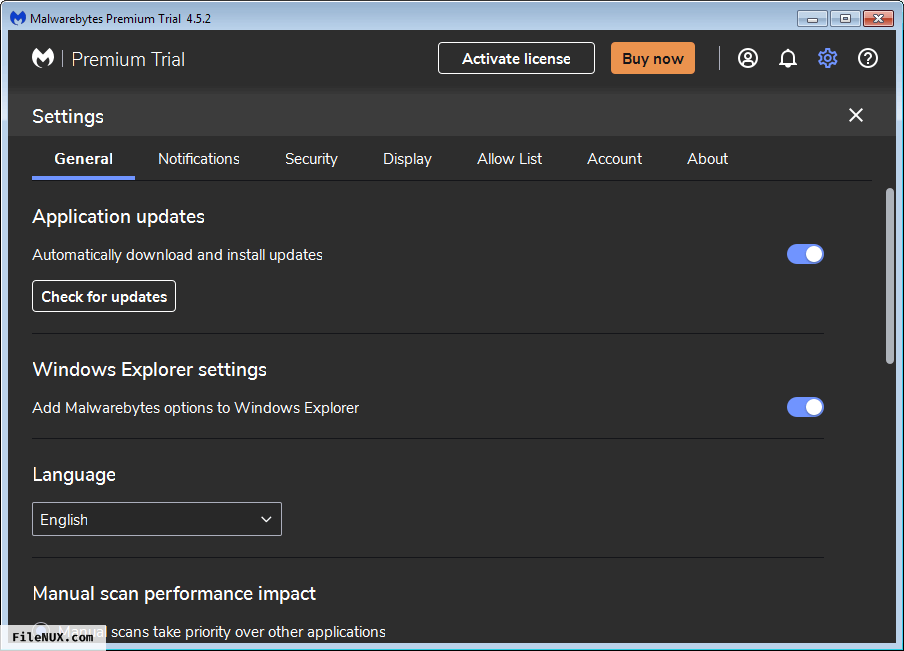 Malwarebytes Premium Trial 4.5.2
Premium Trial
Activate license
Buy now
Settings
General
Notifications
Security
Display
Allow List
Account
About
Application updates
Automatically download and install updates
Check for updates
Windows Explorer settings
Add Malwarebytes options to Windows Explorer
Language
English
Manual scan performance impact
Manual scans take priority over other applications
FileNUX.com